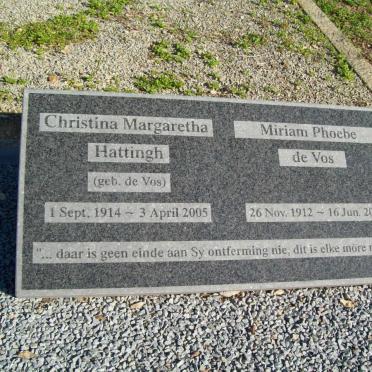 Christina Margaretha
Hattingh
(geb. de Vos)
1 Sept. 1914 ~ 3 April 2005
Miriam Phoebe
de Vos
26 Nov. 1912 ~ 16 Jun.
"... daar is geen einde aan Sy ontferming nie, dit is elke môre